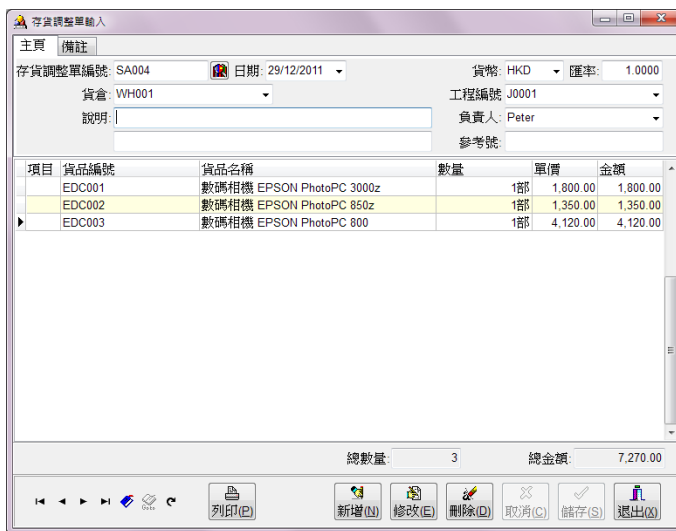 存貨調整單輸入
主頁 備註
存貨調整單編號: SA004 日期: 29/12/2011 貨幣: HKD 匯率: 1.0000
貨倉: WH001 工程編號 J0001
說明: 負責人: Peter
參考號:
項目 貨品編號 貨品名稱 數量 單價 金額
EDC001 數碼相機 EPSON PhotoPC 3000z 1部 1,800.00 1,800.00
EDC002 數碼相機 EPSON PhotoPC 850z 1部 1,350.00 1,350.00
EDC003 數碼相機 EPSON PhotoPC 800 1部 4,120.00 4,120.00
總數量: 3 總金額: 7,270.00
列印(P) 新增(N) 修改(E) 刪除(D) 取消(C) 儲存(S) 退出(X)